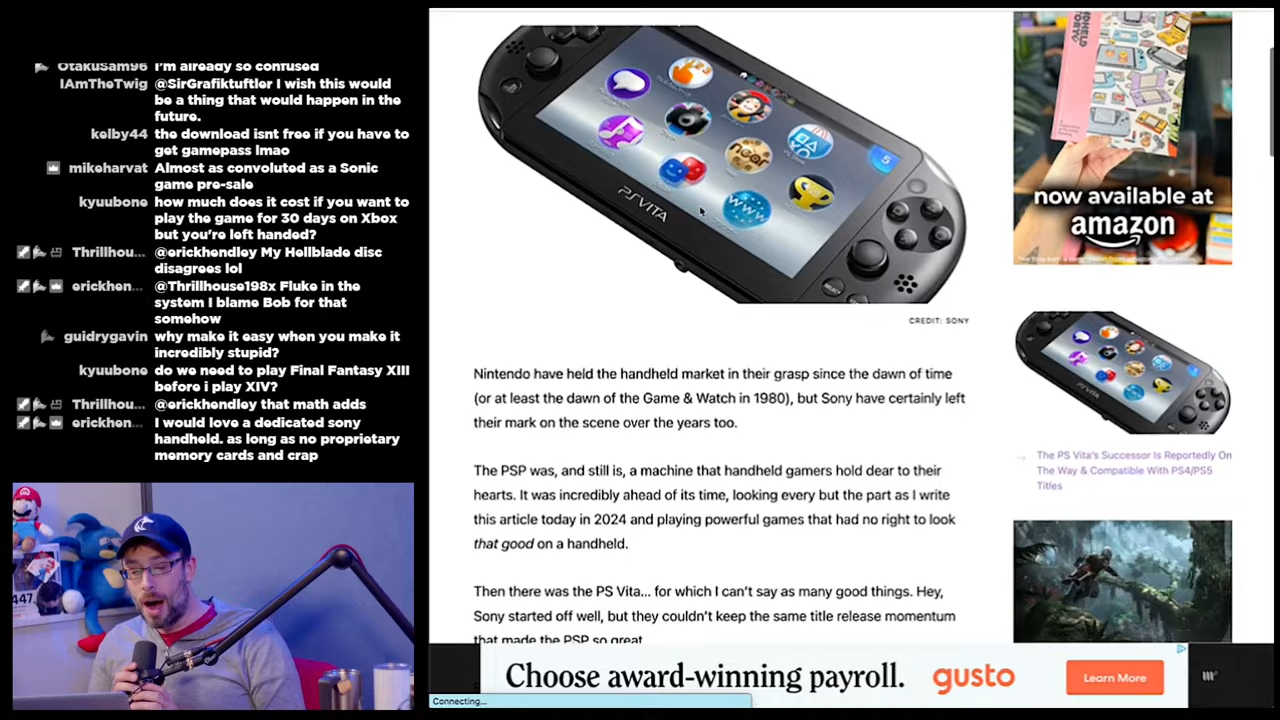 OtakuSam96 I'm already so confused
IAmTheTwig @SirGrafiktuftler I wish this would
be a thing that would happen in the
future.
kelby44 the download isnt free if you have to
get gamepass lmao
mikeharvat Almost as convoluted as a Sonic
game pre-sale
kyuubone how much does it cost if you want to
play the game for 30 days on Xbox
but you're left handed?
Thrillhou... @erickhendley My Hellblade disc
disagrees lol
erickhen... @Thrillhouse198x Fluke in the
system I blame Bob for that
somehow
guidrygavin why make it easy when you make it
incredibly stupid?
kyuubone do we need to play Final Fantasy XIII
before i play XIV?
Thrillhou... @erickhendley that math adds
erickhen... I would love a dedicated sony
handheld. as long as no proprietary
memory cards and crap
PSVITA
WWW
SELECT
CREDIT: SONY
Nintendo have held the handheld market in their grasp since the dawn of time
(or at least the dawn of the Game & Watch in 1980), but Sony have certainly left
their mark on the scene over the years too.
The PSP was, and still is, a machine that handheld gamers hold dear to their
hearts. It was incredibly ahead of its time, looking every but the part as I write
this article today in 2024 and playing powerful games that had no right to look
that good on a handheld.
Then there was the PS Vita... for which I can't say as many good things. Hey,
Sony started off well, but they couldn't keep the same title release momentum
that made the PSP so great
now available at
amazon
The PS Vita's Successor Is Reportedly On
The Way & Compatible With PS4/PS5
Titles
Choose award-winning payroll.
gusto
Learn More
Connecting...